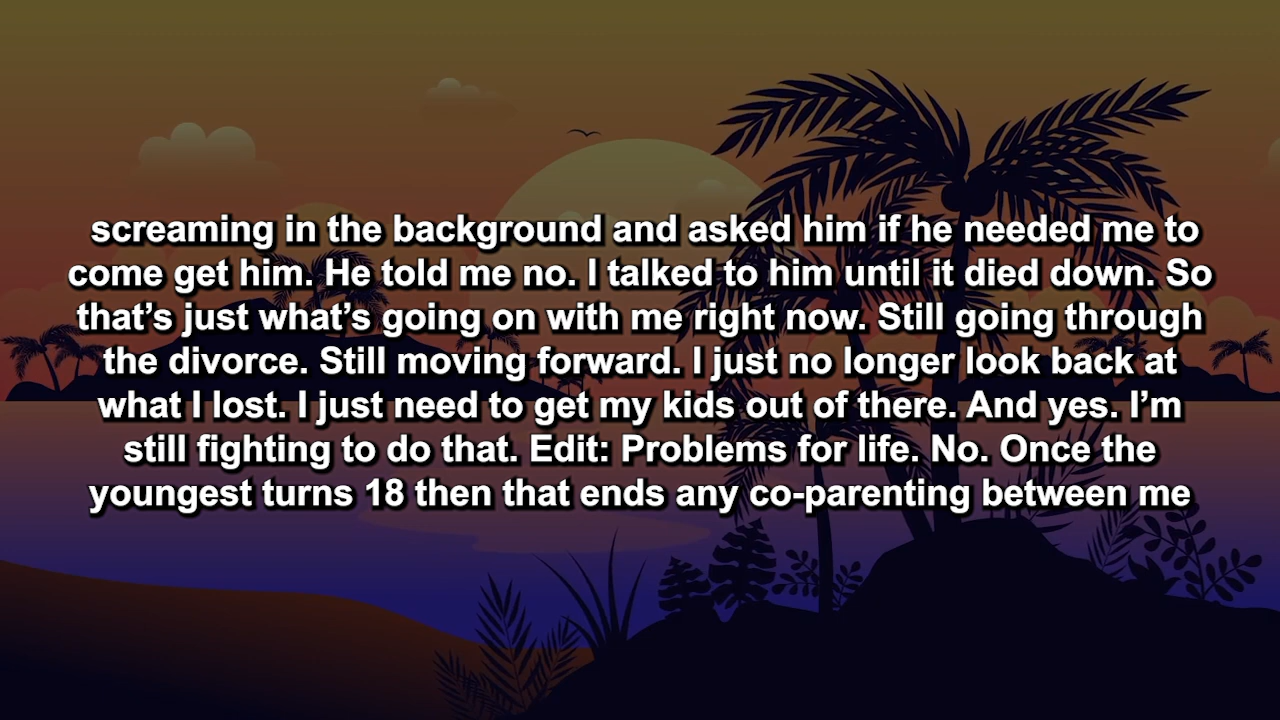 screaming in the background and asked him if he needed me to
come get him. He told me no. I talked to him until it died down. So
that’s just what’s going on with me right now. Still going through
the divorce. Still moving forward. I just no longer look back at
what I lost. I just need to get my kids out of there. And yes. I’m
still fighting to do that. Edit: Problems for life. No. Once the
youngest turns 18 then that ends any co-parenting between me